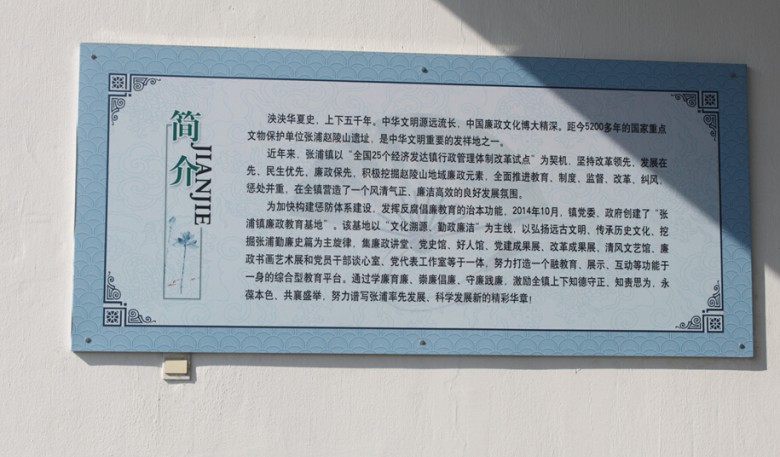 简介
JIANJIE
泱泱华夏史，上下五千年。中华文明源远流长，中国廉政文化博大精深。距今5200多年的国家重点
文物保护单位张浦赵陵山遗址，是中华文明重要的发祥地之一。
近年来，张浦镇以“全国25个经济发达镇行政管理体制改革试点”为契机，坚持改革领先，发展在
先、民生优先、廉政保先，积极挖掘赵陵山地域廉政元素，全面推进教育、制度、监督、改革、纠风、
惩处并重，在全镇营造了一个风清气正、廉洁高效的良好发展氛围。
为加快构建惩防体系建设，发挥反腐倡廉教育的治本功能，2014年10月，镇党委、政府创建了“张
浦镇廉政教育基地”。该基地以“文化溯源、勤政廉洁”为主线，以弘扬远古文明、传承历史文化、挖
掘张浦勤廉史篇为主旋律，集廉政讲堂、党史馆、好人馆、党建成果展、改革成果展、清风文艺馆、廉
政书画艺术展和党员干部谈心室、党代表工作室等于一体，努力打造一个融教育、展示、互动等功能于
一身的综合型教育平台。通过学廉育廉、崇廉倡廉、守廉践廉，激励全镇上下知德守正、知责思为，永
葆本色，共襄盛举，努力谱写张浦率先发展、科学发展新的精彩华章！